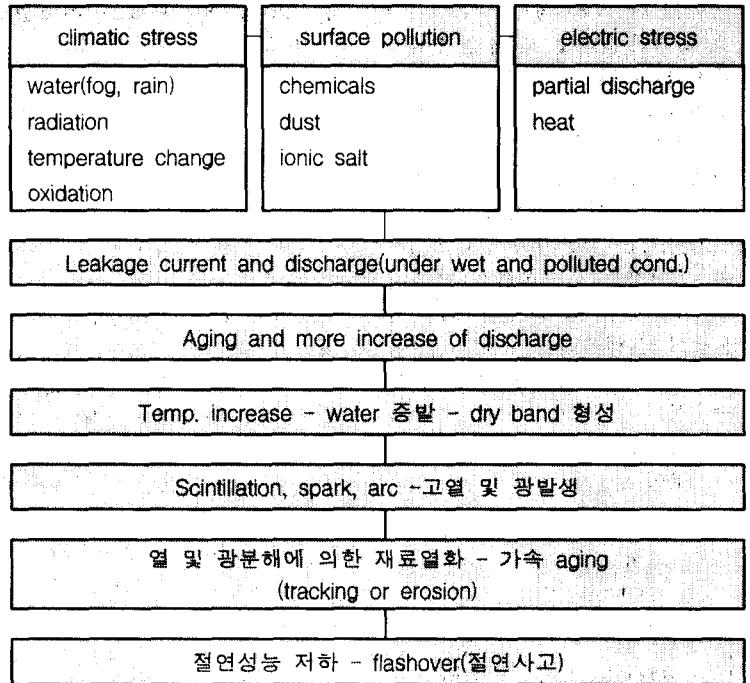 climatic stress
water(fog, rain)
radiation
temperature change
oxidation
surface pollution
chemicals
dust
ionic salt
electric stress
partial discharge
heat
Leakage current and discharge(under wet and polluted cond.)
Aging and more increase of discharge
Temp. increase - water 증발 - dry band 형성
Scintillation, spark, arc -고열 및 광발생
열 및 광분해에 의한 재료열화 - 가속 aging
(tracking or erosion)
절연성능 저하 - flashover(절연사고)